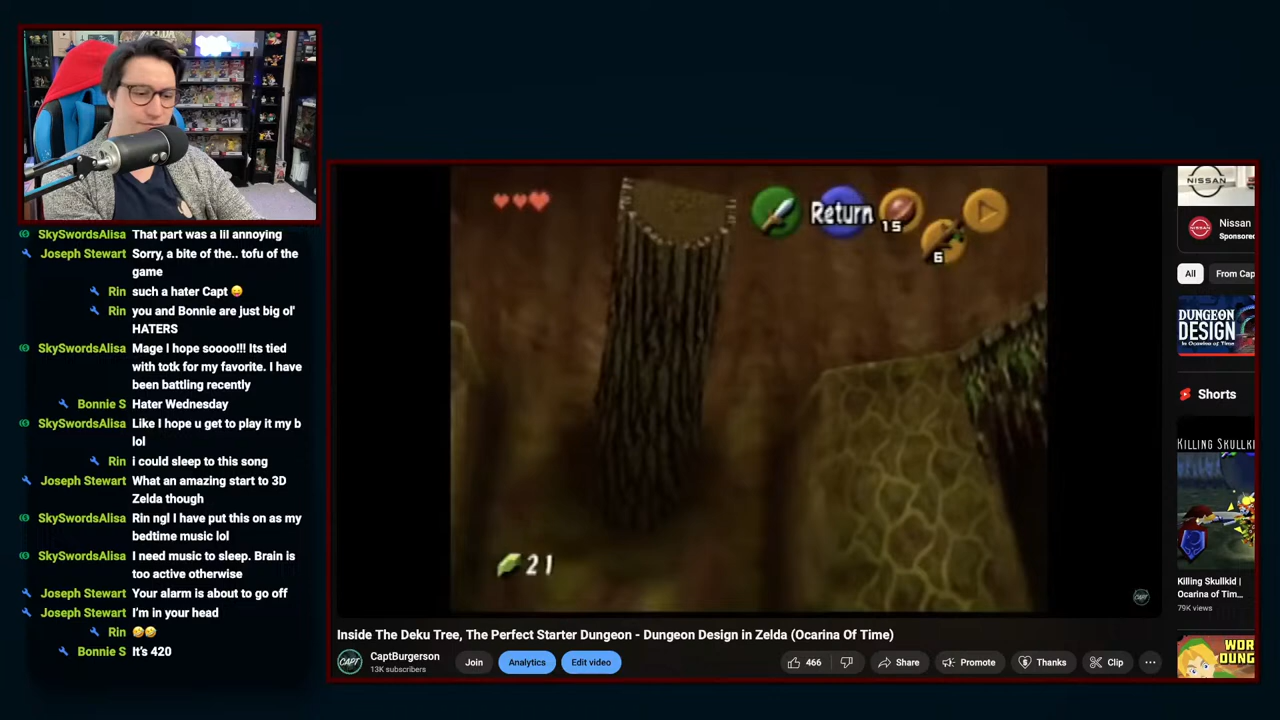 SkySwordsAlisa That part was a lil annoying
Joseph Stewart Sorry, a bite of the.. tofu of the
game
Rin such a hater Capt 😝
Rin you and Bonnie are just big ol'
HATERS
SkySwordsAlisa Mage I hope soooo!!! Its tied
with totk for my favorite. I have
been battling recently
Bonnie S Hater Wednesday
SkySwordsAlisa Like I hope u get to play it my b
lol
Rin i could sleep to this song
Joseph Stewart What an amazing start to 3D
Zelda though
SkySwordsAlisa Rin ngl I have put this on as my
bedtime music lol
SkySwordsAlisa I need music to sleep. Brain is
too active otherwise
Joseph Stewart Your alarm is about to go off
Joseph Stewart I'm in your head
Rin 🤣🤣
Bonnie S It's 420
Return
15
6
21
CAPT
Inside The Deku Tree, The Perfect Starter Dungeon - Dungeon Design in Zelda (Ocarina Of Time)
CAPT
CaptBurgerson
13K subscribers
Join
Analytics
Edit video
466
Share
Promote
Thanks
Clip
NISSAN
Nissan
Sponsored
All
From Cap
DUNGEON
DESIGN
In Ocarina of Time
Shorts
KILLING SKULLKI
Killing Skullkid |
Ocarina of Tim...
79K views
WOR
DUNG